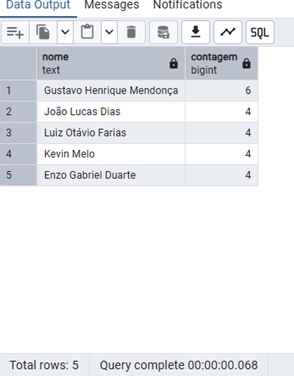 Data Output Messages Notifications
SQL
nome contagem
text bigint
1 Gustavo Henrique Mendonça 6
2 João Lucas Dias 4
3 Luiz Otávio Farias 4
4 Kevin Melo 4
5 Enzo Gabriel Duarte 4
Total rows: 5 Query complete 00:00:00.068